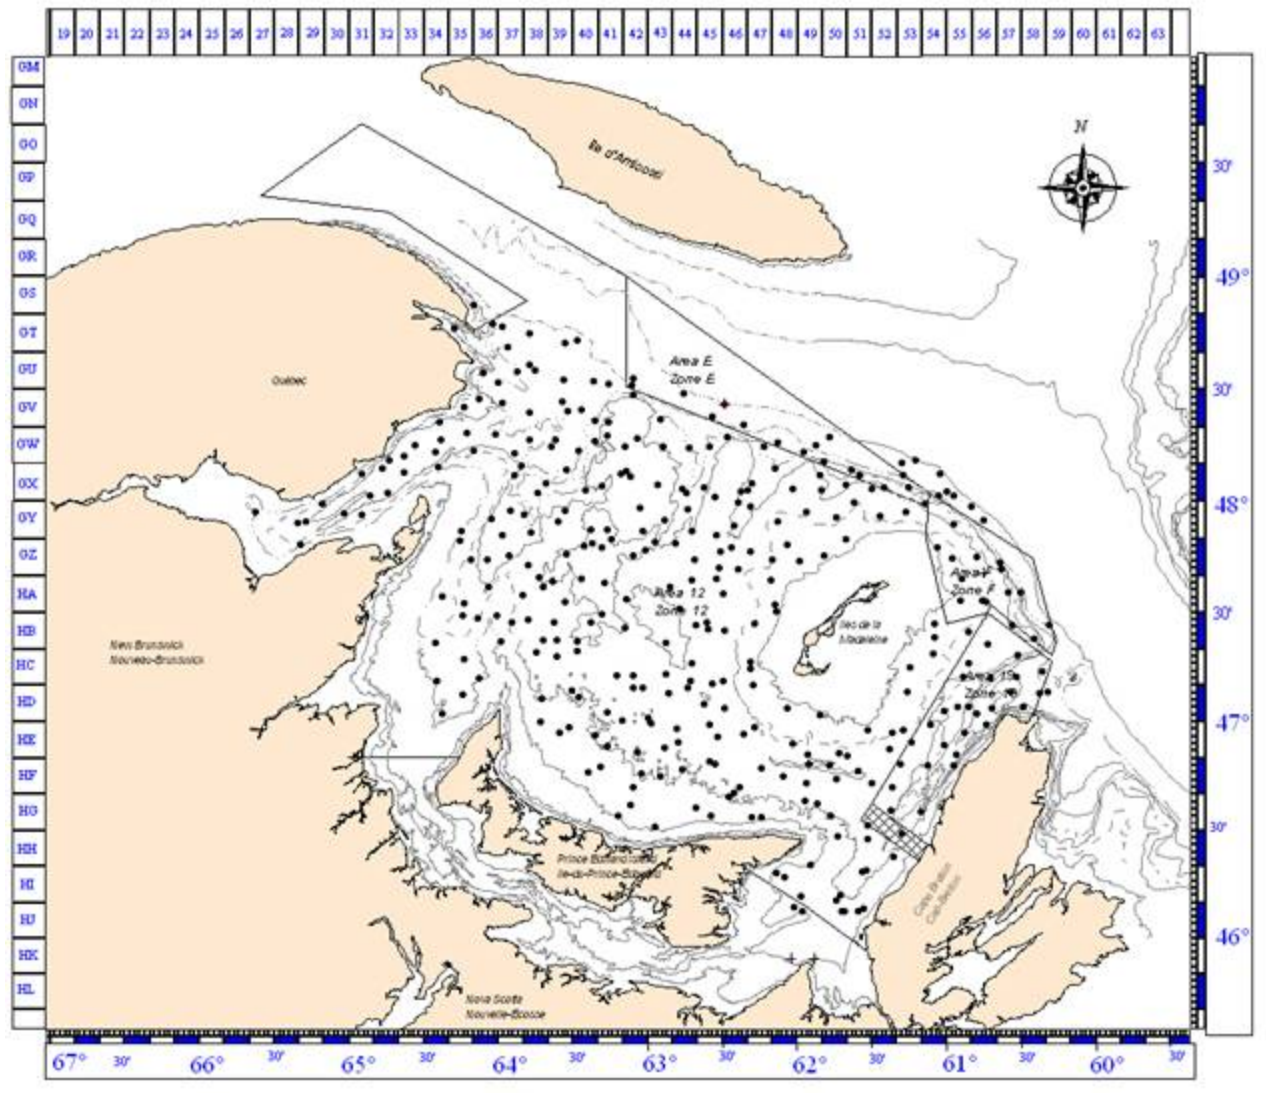 19 20 21 22 23 24 25 26 27 28 29 30 31 32 33 34 35 36 37 38 39 40 41 42 43 44 45 46 47 48 49 50 51 52 53 54 55 56 57 58 59 60 61 62 63
GM
GN
GO
GP
GQ
GR
GS
GT
GU
GV
GW
GX
GY
GZ
HA
HB
HC
HD
HE
HF
HG
HH
HI
HJ
HK
HL
N
Île d'Anticosti
Québec
Area E
Zone E
Area F
Zone F
Area 12
Zone 12
Îles de la
Madeleine
Area 19
Zone 19
New Brunswick
Nouveau-Brunswick
Prince Edward Island
Île-du-Prince-Édouard
Cape Breton
Cap-Breton
Nova Scotia
Nouvelle-Écosse
30'
49°
30'
48°
30'
47°
30'
46°
67° 30' 66° 30' 65° 30' 64° 30' 63° 30' 62° 30' 61° 30' 60° 30'